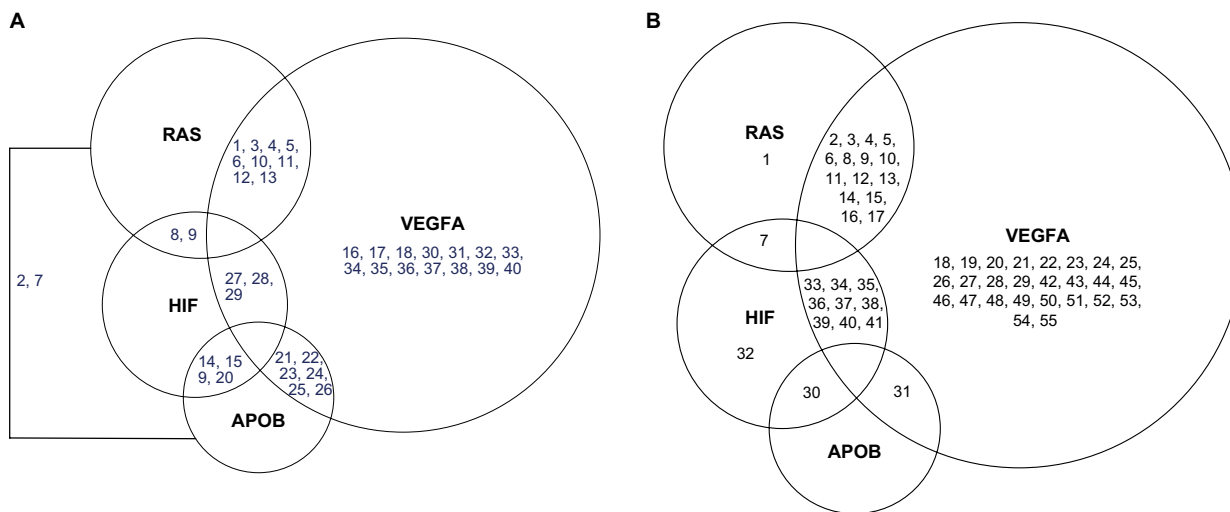 A
RAS
1, 3, 4, 5,
6, 10, 11,
12, 13
VEGFA
16, 17, 18, 30, 31, 32, 33,
34, 35, 36, 37, 38, 39, 40
8, 9
2, 7
27, 28,
29
HIF
14, 15
9, 20
21, 22,
23, 24,
25, 26
APOB
B
RAS
1
2, 3, 4, 5,
6, 8, 9, 10,
11, 12, 13,
14, 15,
16, 17
VEGFA
18, 19, 20, 21, 22, 23, 24, 25,
26, 27, 28, 29, 42, 43, 44, 45,
46, 47, 48, 49, 50, 51, 52, 53,
54, 55
7
33, 34, 35,
36, 37, 38,
39, 40, 41
HIF
32
30
31
APOB